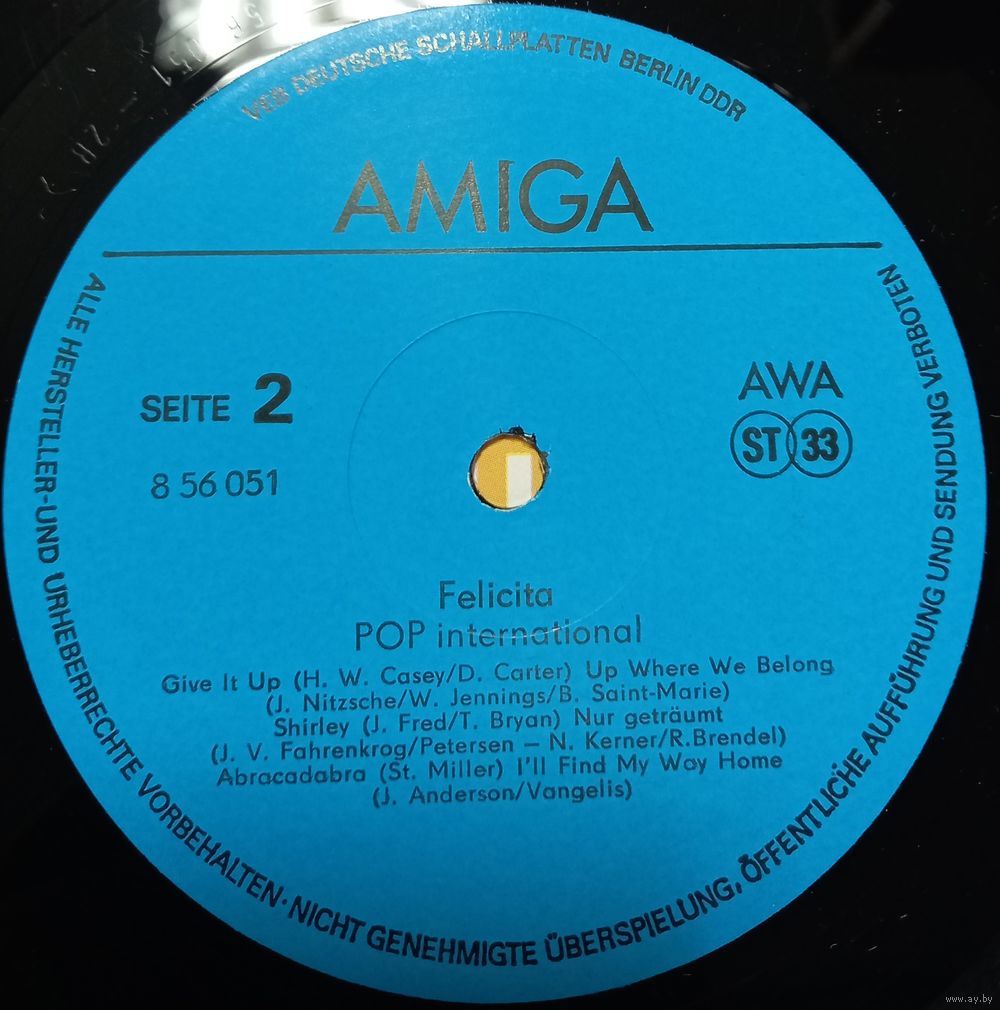 VEB DEUTSCHE SCHALLPLATTEN BERLIN DDR
AMIGA
SEITE 2
8 56 051
AWA
ST 33
Felicita
POP international
Give It Up (H. W. Casey/D. Carter) Up Where We Belong
(J. Nitzsche/W. Jennings/B. Saint-Marie)
Shirley (J. Fred/T. Bryan) Nur geträumt
(J. V. Fahrenkrog/Petersen – N. Kerner/R.Brendel)
Abracadabra (St. Miller) I'll Find My Way Home
(J. Anderson/Vangelis)
ALLE HERSTELLER-UND URHEBERRECHTE VORBEHALTEN·NICHT GENEHMIGTE ÜBERSPIELUNG, ÖFFENTLICHE AUFFÜHRUNG UND SENDUNG VERBOTEN
www.ay.by